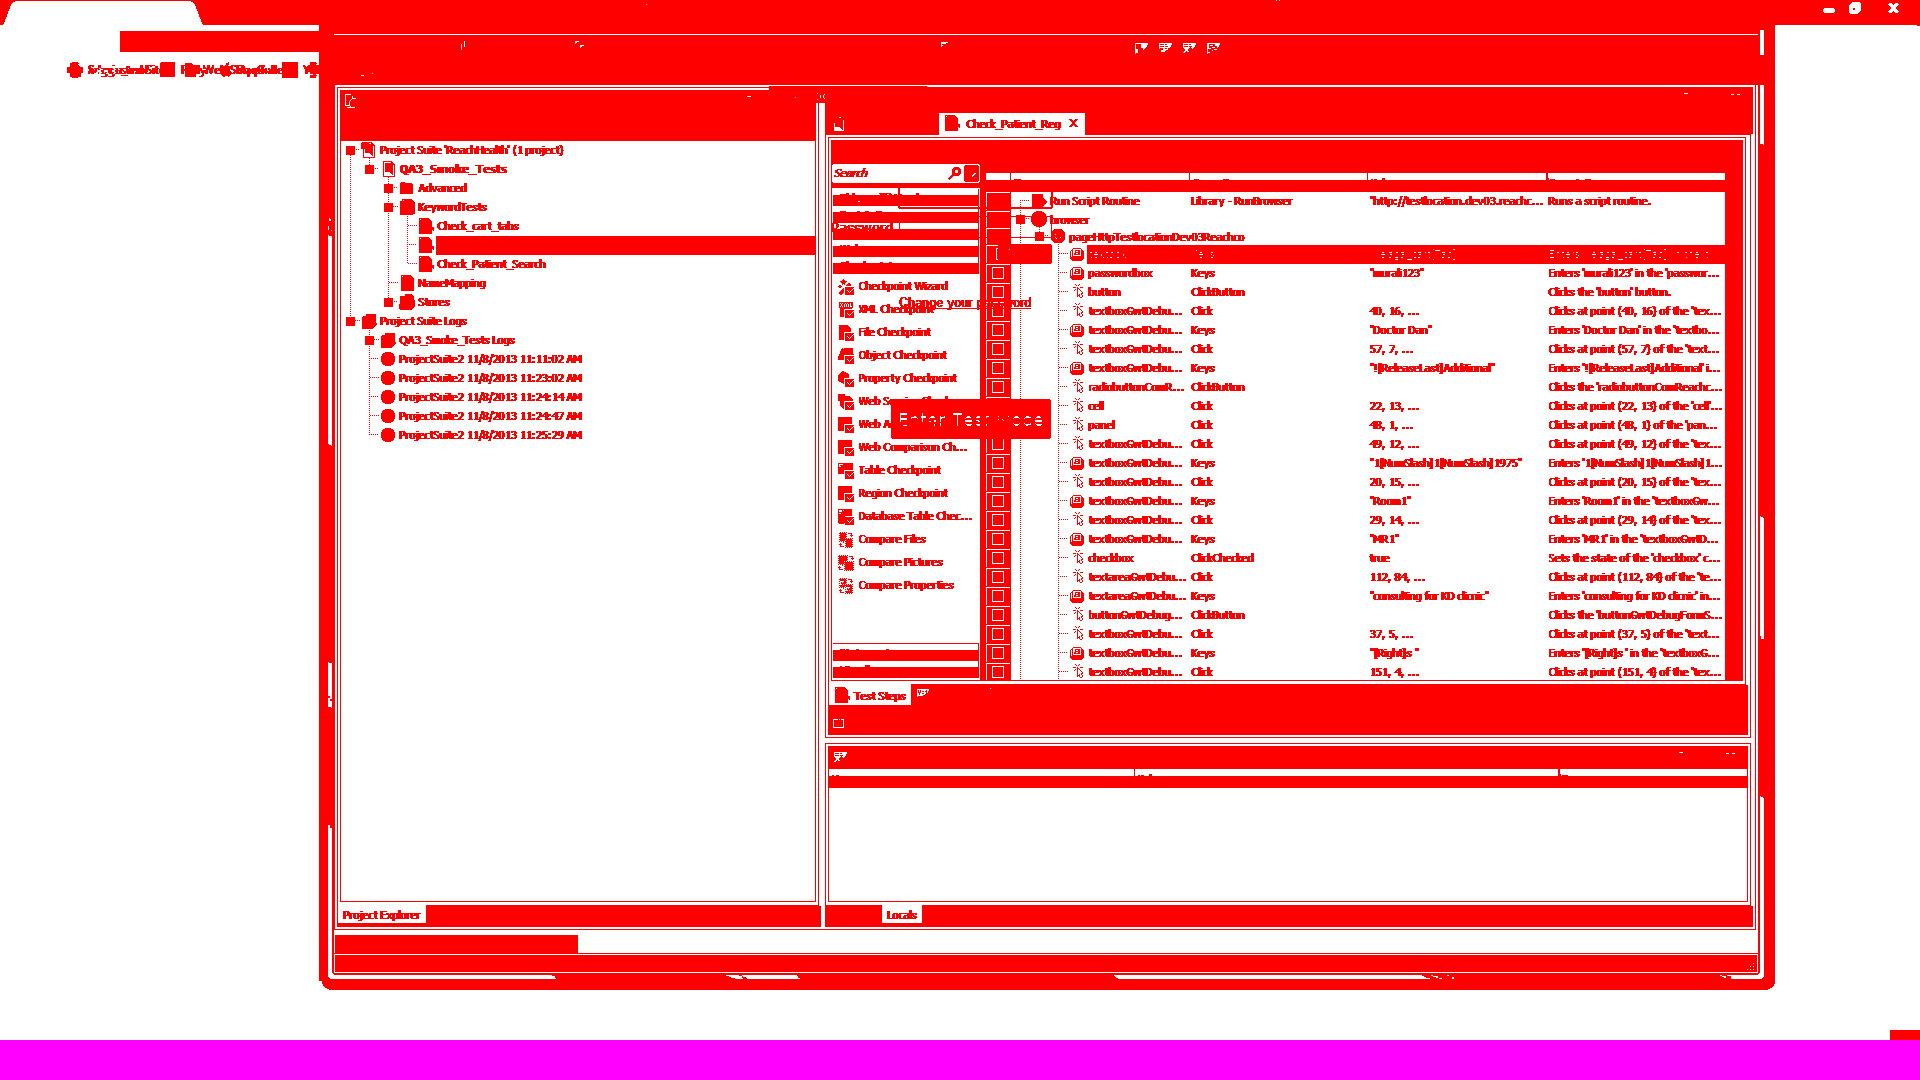 Check_Patient_Reg
Project Suite 'ReachHealth' (1 project)
QA3_Smoke_Tests
Advanced
KeywordTests
Check_cart_tabs
Check_Patient_Search
NameMapping
Stores
Project Suite Logs
QA3_Smoke_Tests Logs
ProjectSuite2 11/8/2013 11:11:02 AM
ProjectSuite2 11/8/2013 11:23:02 AM
ProjectSuite2 11/8/2013 11:24:14 AM
ProjectSuite2 11/8/2013 11:24:47 AM
ProjectSuite2 11/8/2013 11:25:29 AM
Project Explorer
Search
Password
Checkpoint Wizard
XML Checkpoint
Change your password
File Checkpoint
Object Checkpoint
Property Checkpoint
Web
Enter Test Mode
Web Comparison Ch...
Table Checkpoint
Region Checkpoint
Database Table Chec...
Compare Files
Compare Pictures
Compare Properties
Run Script Routine Library - RunBrowser "http://testlocation.dev03.reachc... Runs a script routine.
browser
pageHttpTestlocationDev03Reachco
passwordbox Keys "murali123" Enters 'murali123' in the 'passwor...
button ClickButton Clicks the 'button' button.
textboxGwtDebu... Click 40, 16, ... Clicks at point (40, 16) of the 'tex...
textboxGwtDebu... Keys "Doctor Dan" Enters 'Doctor Dan' in the 'textbo...
textboxGwtDebu... Click 57, 7, ... Clicks at point (57, 7) of the 'text...
textboxGwtDebu... Keys "![ReleaseLast]Additional" Enters '![ReleaseLast]Additional' i...
radiobuttonComR... ClickButton Clicks the 'radiobuttonComReachc...
cell Click 22, 13, ... Clicks at point (22, 13) of the 'cell'...
panel Click 48, 1, ... Clicks at point (48, 1) of the 'pan...
textboxGwtDebu... Click 49, 12, ... Clicks at point (49, 12) of the 'tex...
textboxGwtDebu... Keys "1[NumSlash]1[NumSlash]1975" Enters '1[NumSlash]1[NumSlash]1...
textboxGwtDebu... Click 20, 15, ... Clicks at point (20, 15) of the 'tex...
textboxGwtDebu... Keys "Room1" Enters 'Room1' in the 'textboxGw...
textboxGwtDebu... Click 29, 14, ... Clicks at point (29, 14) of the 'tex...
textboxGwtDebu... Keys "MR1" Enters 'MR1' in the 'textboxGwtD...
checkbox ClickChecked true Sets the state of the 'checkbox' c...
textareaGwtDebu... Click 112, 84, ... Clicks at point (112, 84) of the 'te...
textareaGwtDebu... Keys "consulting for KD clicnic" Enters 'consulting for KD clicnic' in...
buttonGwtDebug... ClickButton Clicks the 'buttonGwtDebugFormS...
textboxGwtDebu... Click 37, 5, ... Clicks at point (37, 5) of the 'text...
textboxGwtDebu... Keys "[Right]s " Enters '[Right]s ' in the 'textboxG...
textboxGwtDebu... Click 151, 4, ... Clicks at point (151, 4) of the 'tex...
Test Steps
Locals